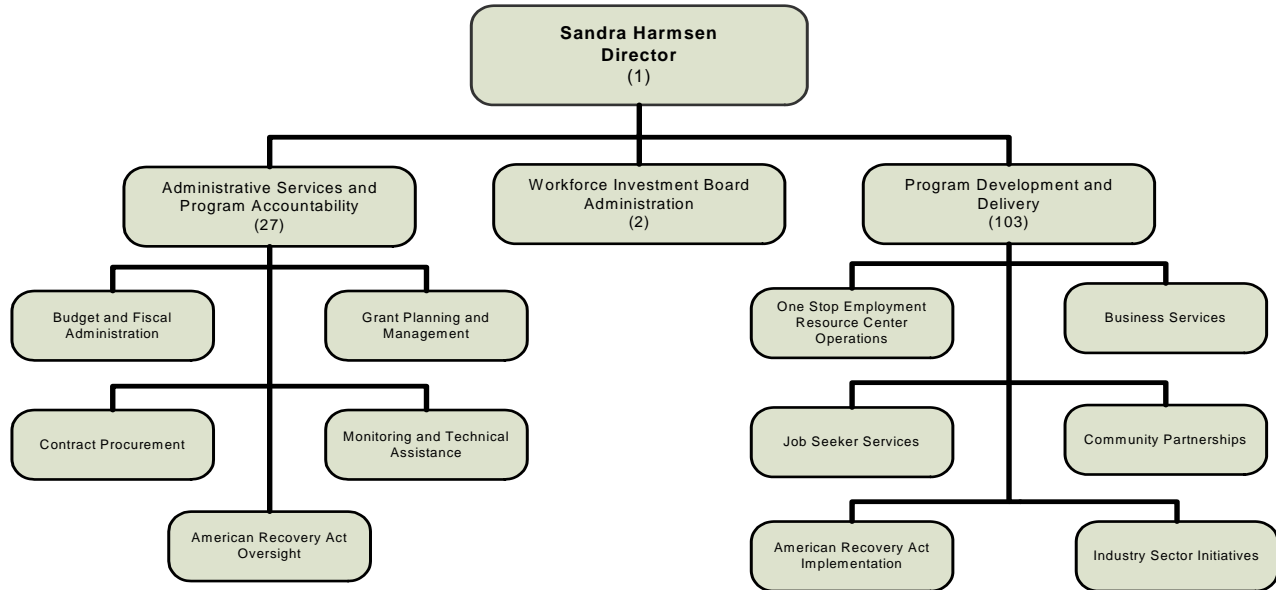 Sandra Harmsen
Director
(1)
Administrative Services and
Program Accountability
(27)
Workforce Investment Board
Administration
(2)
Program Development and
Delivery
(103)
Budget and Fiscal
Administration
Grant Planning and
Management
One Stop Employment
Resource Center
Operations
Business Services
Contract Procurement
Monitoring and Technical
Assistance
Job Seeker Services
Community Partnerships
American Recovery Act
Oversight
American Recovery Act
Implementation
Industry Sector Initiatives